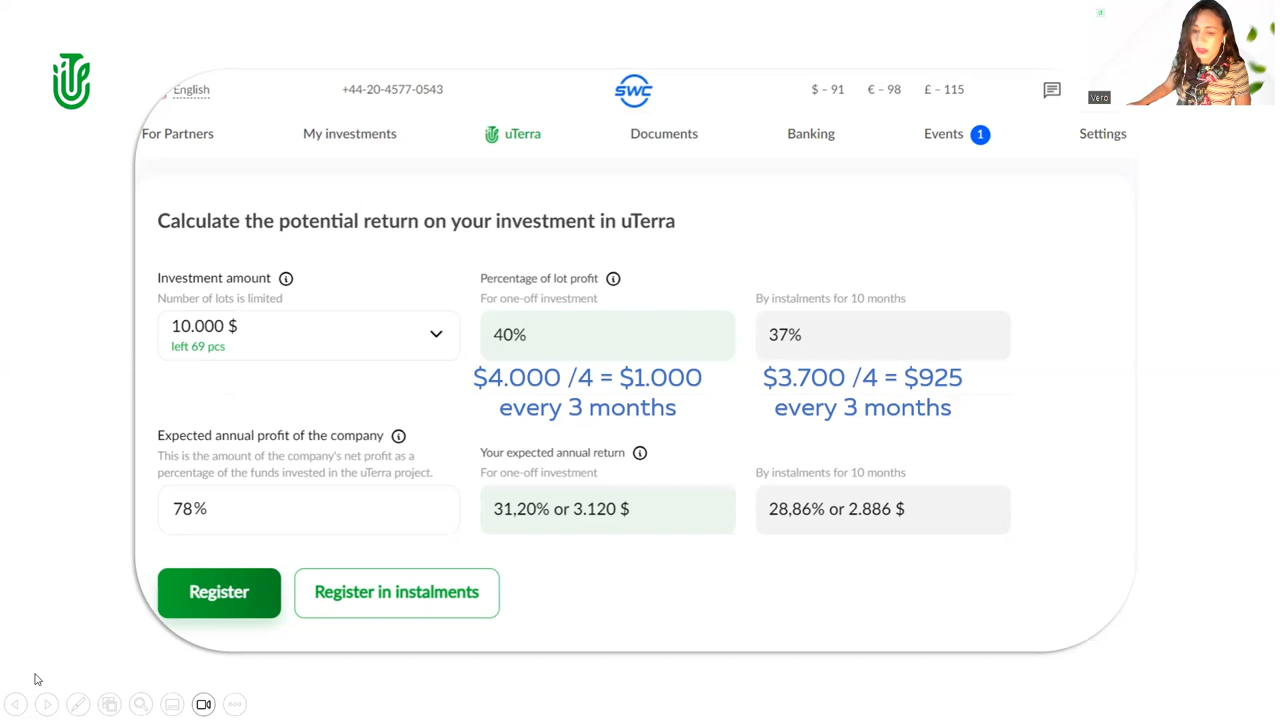 English
+44-20-4577-0543
SWC
$ – 91 € – 98 £ – 115
Vero
For Partners
My investments
uTerra
Documents
Banking
Events 1
Settings
Calculate the potential return on your investment in uTerra
Investment amount
Number of lots is limited
10.000 $
left 69 pcs
Percentage of lot profit
For one-off investment
40%
$4.000 /4 = $1.000
every 3 months
By instalments for 10 months
37%
$3.700 /4 = $925
every 3 months
Expected annual profit of the company
This is the amount of the company's net profit as a
percentage of the funds invested in the uTerra project.
78%
Your expected annual return
For one-off investment
31,20% or 3.120 $
By instalments for 10 months
28,86% or 2.886 $
Register
Register in instalments